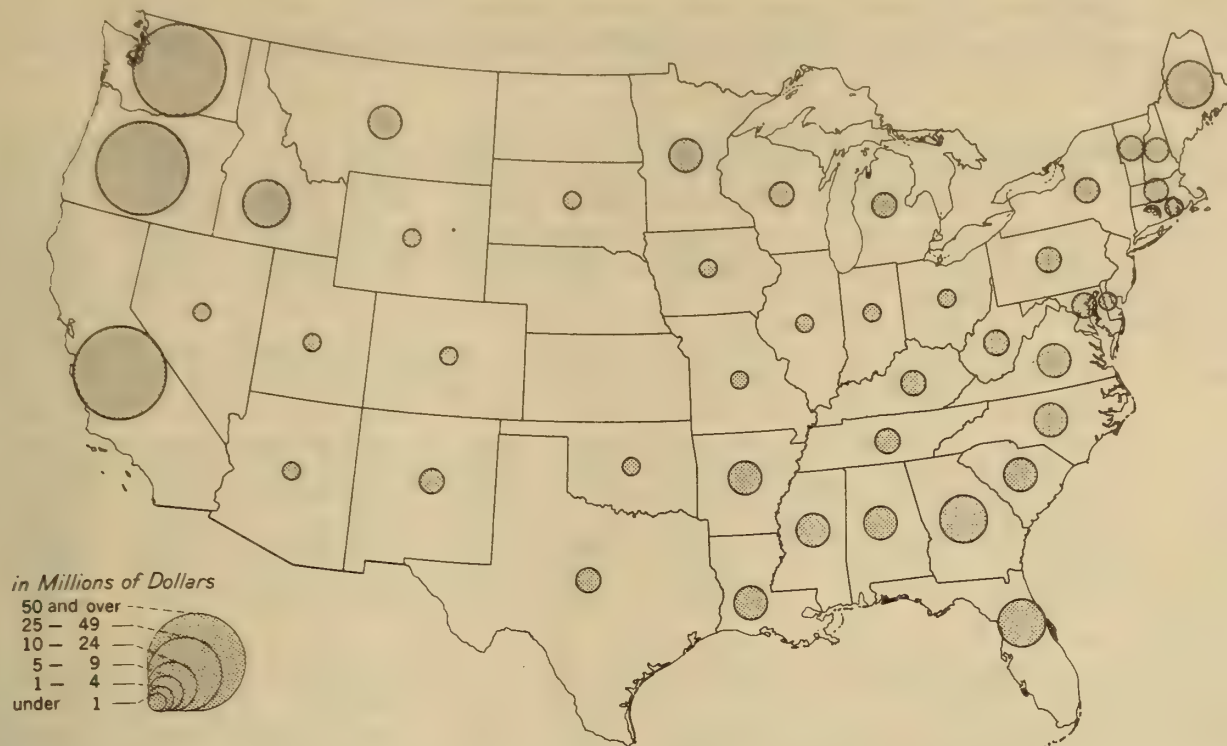 in Millions of Dollars
50 and over
25 – 49
10 – 24
5 – 9
1 – 4
under 1